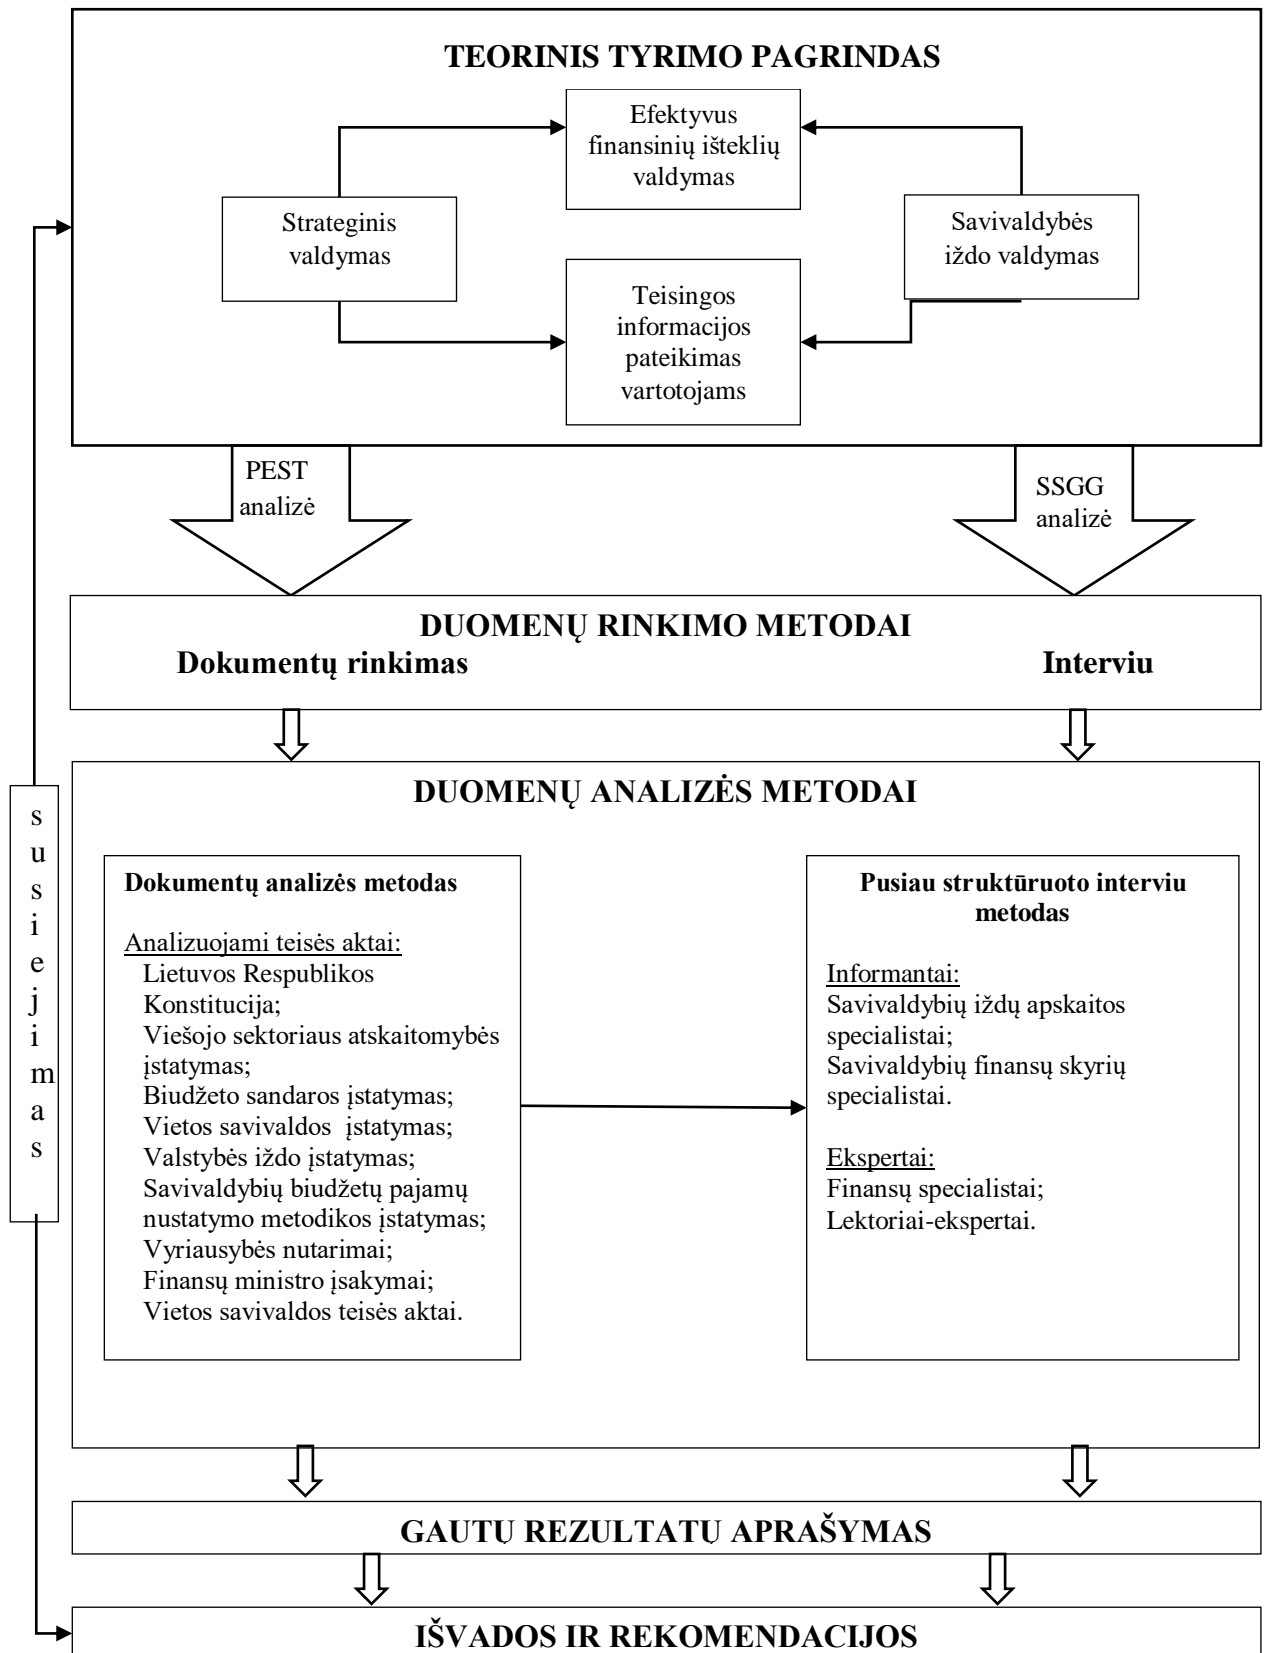 TEORINIS TYRIMO PAGRINDAS
Efektyvus
finansinių išteklių
valdymas
Strateginis
valdymas
Savivaldybės
iždo valdymas
Teisingos
informacijos
pateikimas
vartotojams
PEST
analizė
SSGG
analizė
DUOMENŲ RINKIMO METODAI
Dokumentų rinkimas
Interviu
DUOMENŲ ANALIZĖS METODAI
s
u
s
i
e
j
i
m
a
s
Dokumentų analizės metodas
Analizuojami teisės aktai:
Lietuvos Respublikos
Konstitucija;
Viešojo sektoriaus atskaitomybės
įstatymas;
Biudžeto sandaros įstatymas;
Vietos savivaldos įstatymas;
Valstybės iždo įstatymas;
Savivaldybių biudžetų pajamų
nustatymo metodikos įstatymas;
Vyriausybės nutarimai;
Finansų ministro įsakymai;
Vietos savivaldos teisės aktai.
Pusiau struktūruoto interviu
metodas
Informantai:
Savivaldybių iždų apskaitos
specialistai;
Savivaldybių finansų skyrių
specialistai.
Ekspertai:
Finansų specialistai;
Lektoriai-ekspertai.
GAUTŲ REZULTATŲ APRAŠYMAS
IŠVADOS IR REKOMENDACIJOS